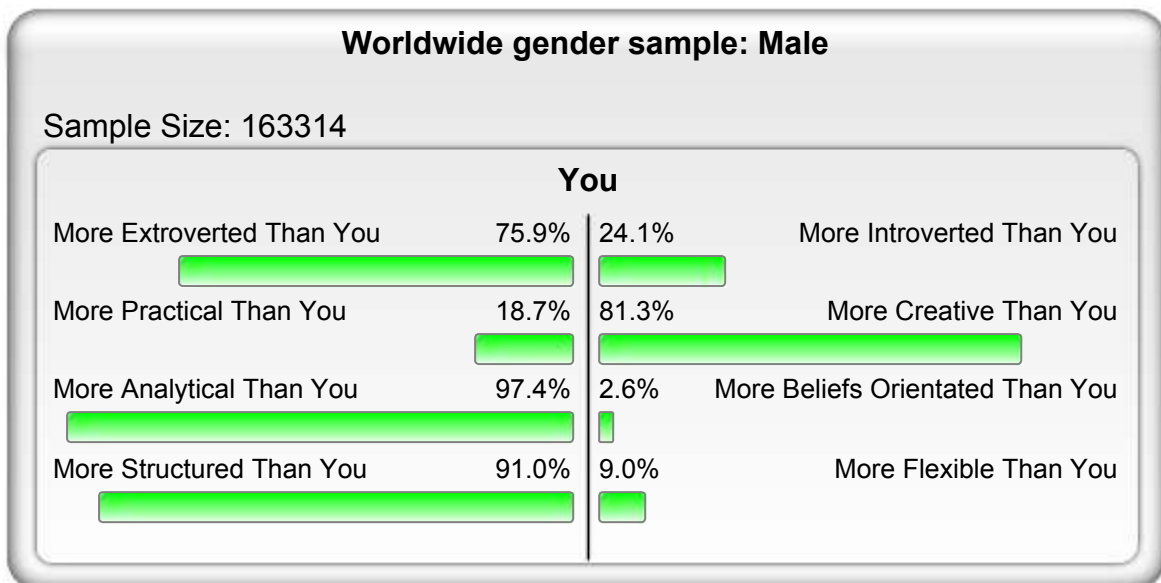 Worldwide gender sample: Male
Sample Size: 163314
You
More Extroverted Than You 75.9% 24.1% More Introverted Than You
More Practical Than You 18.7% 81.3% More Creative Than You
More Analytical Than You 97.4% 2.6% More Beliefs Orientated Than You
More Structured Than You 91.0% 9.0% More Flexible Than You